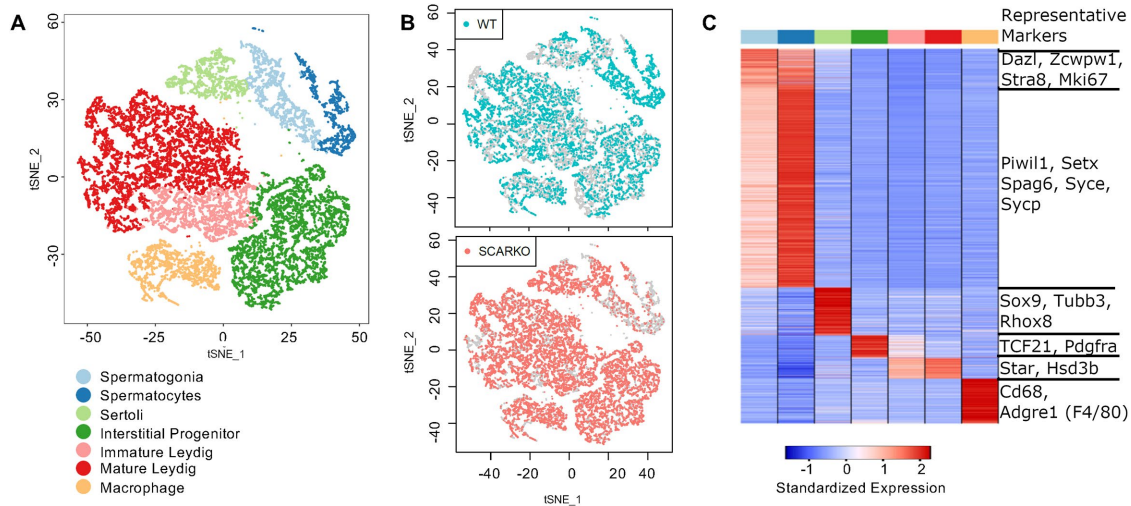 A
60
30
0
-30
tSNE_2
-50
-25
0
25
50
tSNE_1
Spermatogonia
Spermatocytes
Sertoli
Interstitial Progenitor
Immature Leydig
Mature Leydig
Macrophage
B
WT
60
40
20
0
-20
-40
tSNE_2
SCARKO
60
40
20
0
-20
-40
tSNE_2
-40
-20
0
20
40
tSNE_1
C
Representative
Markers
Dazl, Zcwpw1,
Stra8, Mki67
Piwil1, Setx
Spag6, Syce,
Sycp
Sox9, Tubb3,
Rhox8
TCF21, Pdgfra
Star, Hsd3b
Cd68,
Adgre1 (F4/80)
-1
0
1
2
Standardized Expression